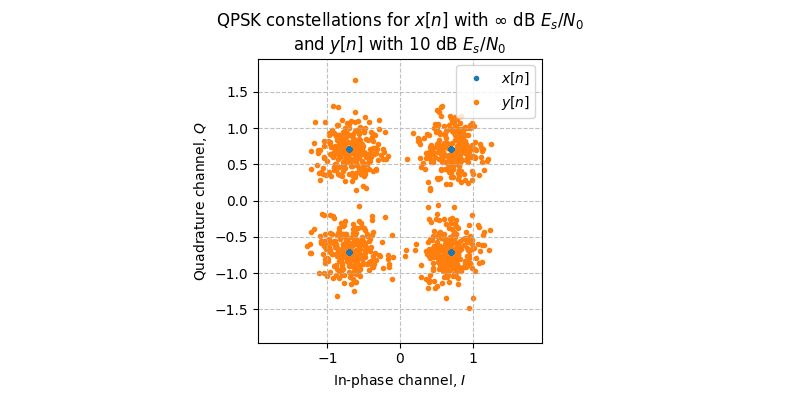 QPSK constellations for x[n] with ∞ dB Es/N0
and y[n] with 10 dB Es/N0
x[n]
y[n]
Quadrature channel, Q
1.5
1.0
0.5
0.0
−0.5
−1.0
−1.5
−1 0 1
In-phase channel, I